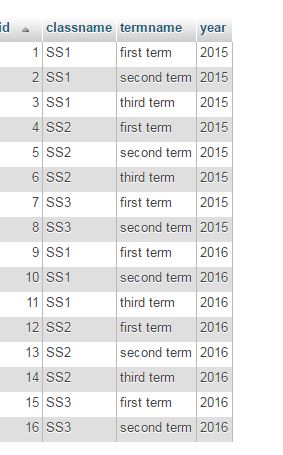 id classname termname year
1 SS1 first term 2015
2 SS1 second term 2015
3 SS1 third term 2015
4 SS2 first term 2015
5 SS2 second term 2015
6 SS2 third term 2015
7 SS3 first term 2015
8 SS3 second term 2015
9 SS1 first term 2016
10 SS1 second term 2016
11 SS1 third term 2016
12 SS2 first term 2016
13 SS2 second term 2016
14 SS2 third term 2016
15 SS3 first term 2016
16 SS3 second term 2016